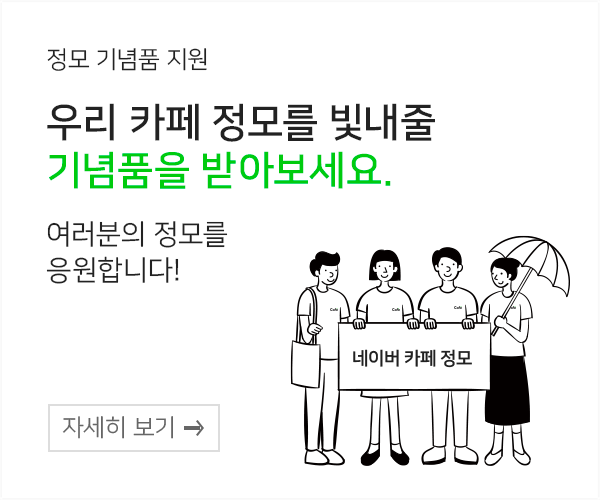 정모 기념품 지원
우리 카페 정모를 빛내줄
기념품을 받아보세요.
여러분의 정모를
응원합니다!
Cafe
Cafe
Cafe
네이버 카페 정모
자세히 보기 →